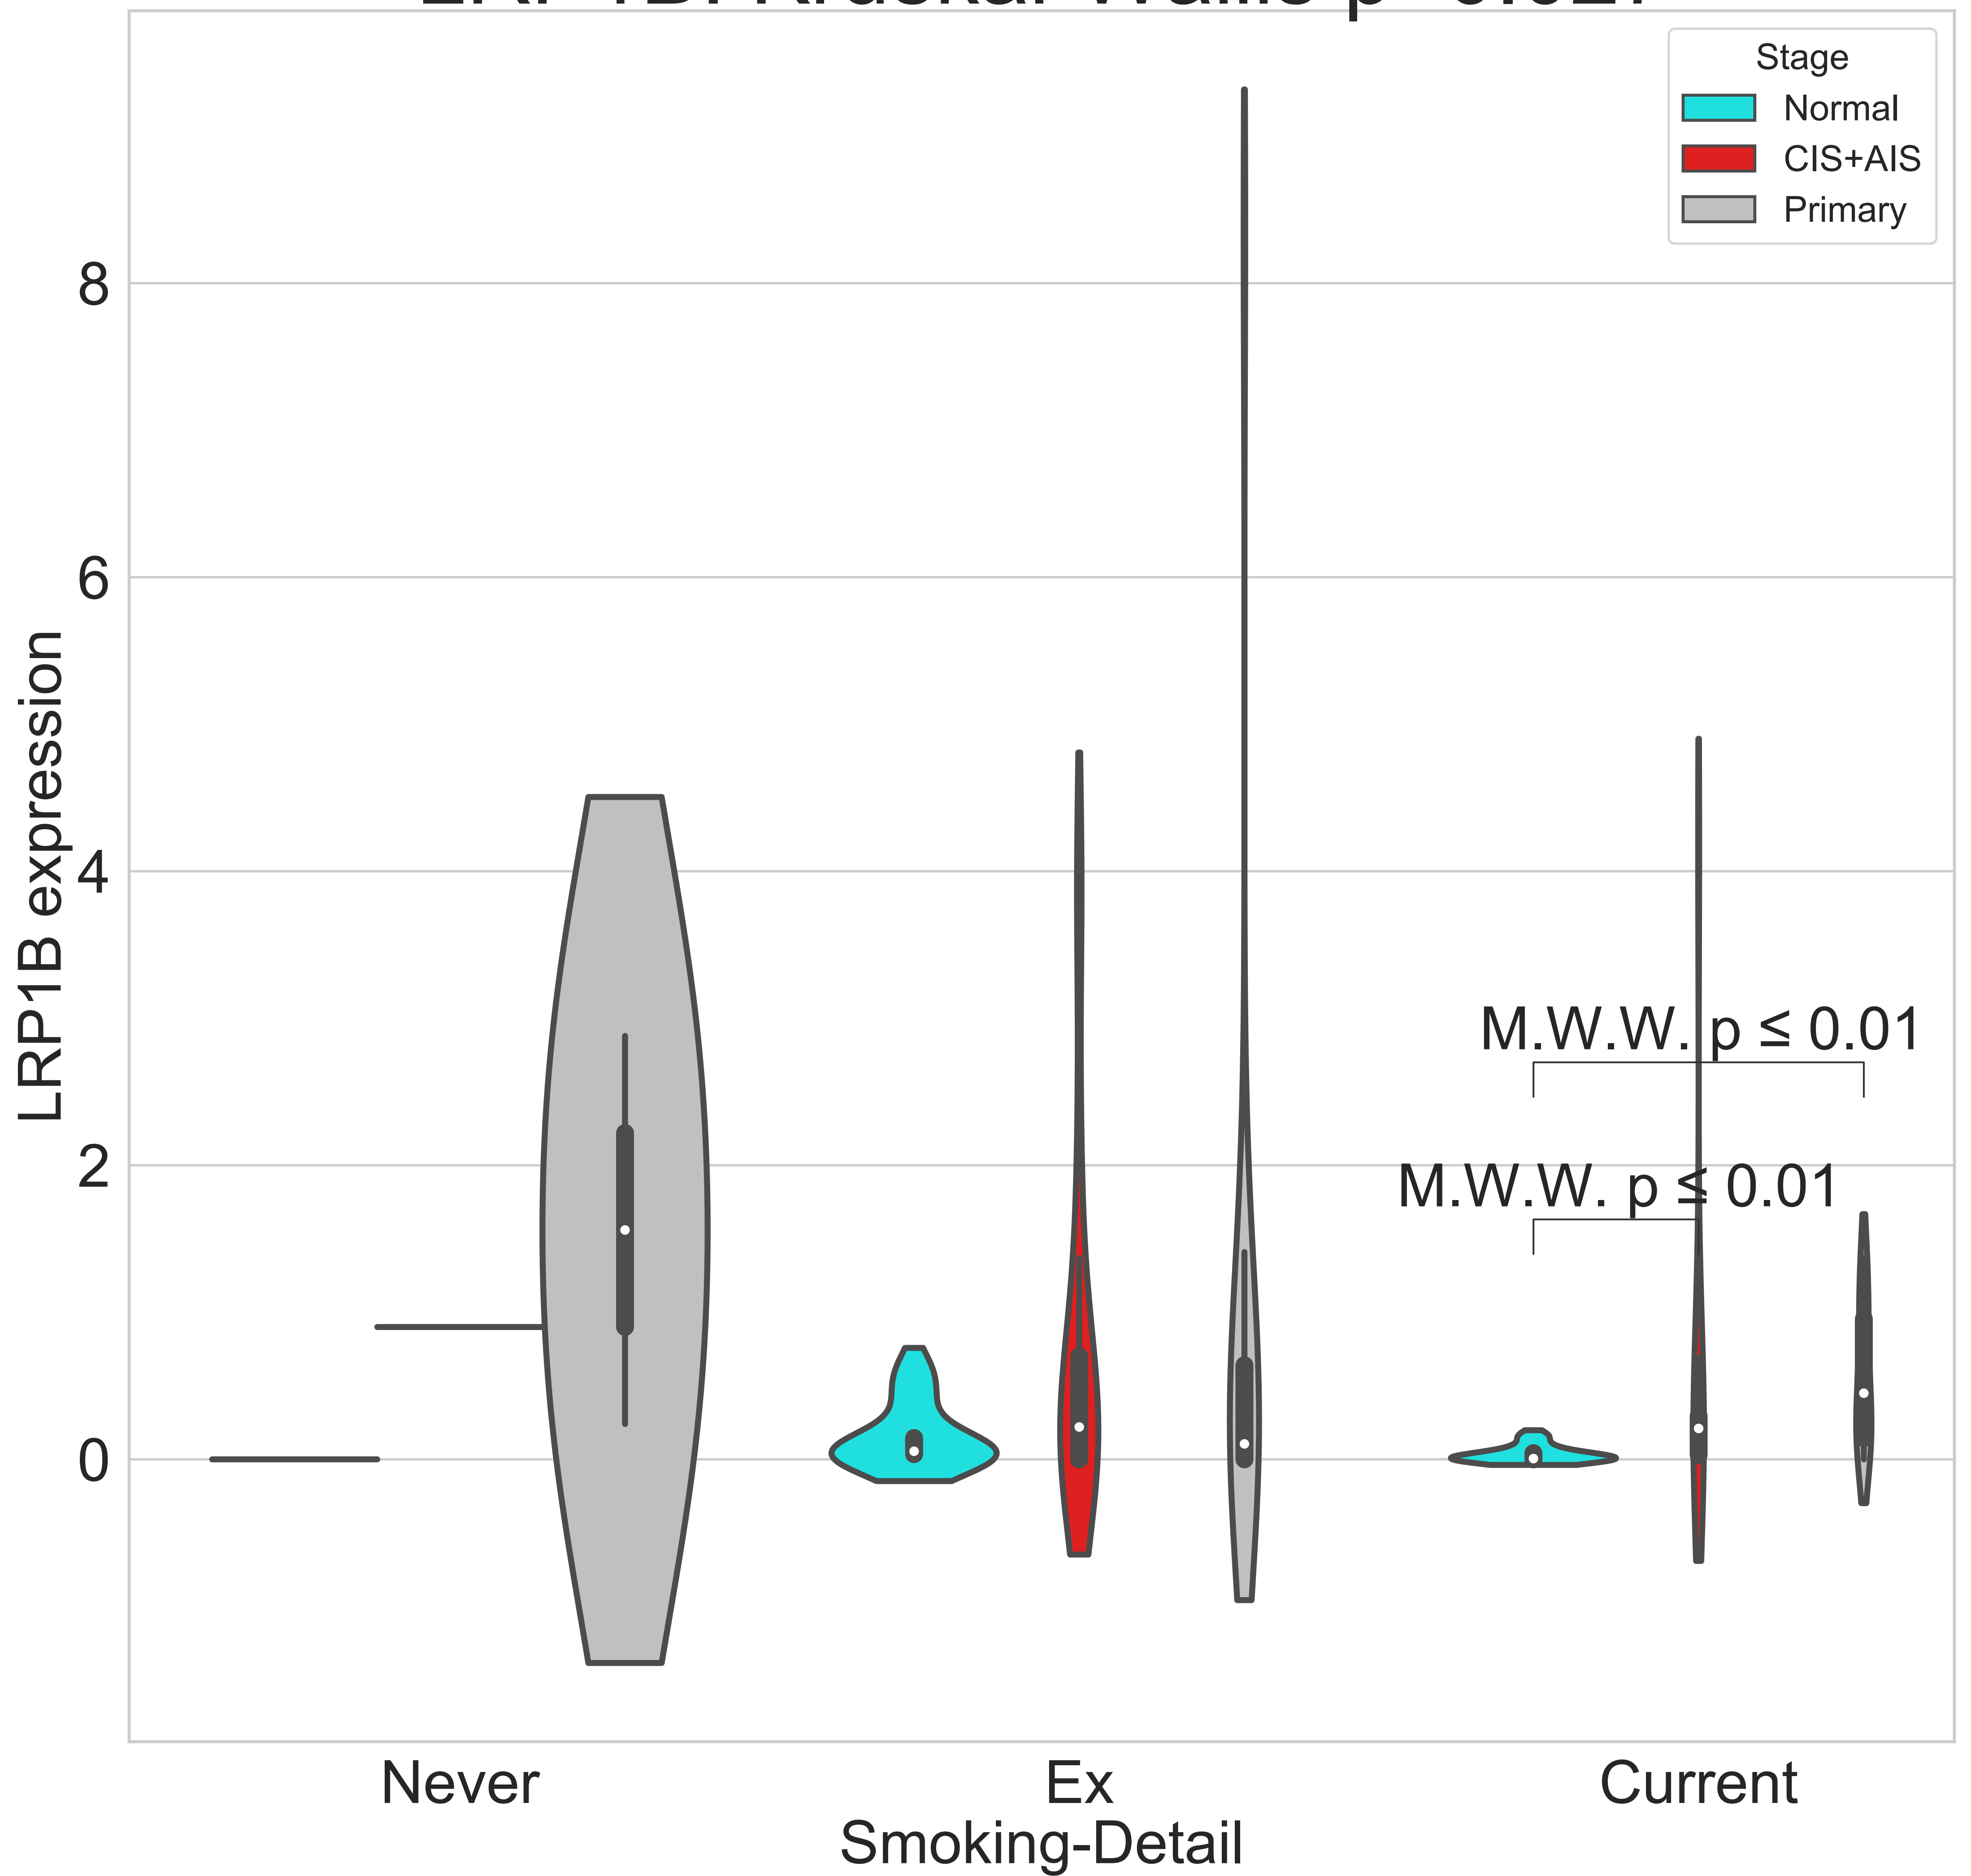 Stage
Normal
CIS+AIS
Primary
8
6
4
2
0
LRP1B expression
M.W.W. p ≤ 0.01
M.W.W. p ≤ 0.01
Never
Ex
Current
Smoking-Detail